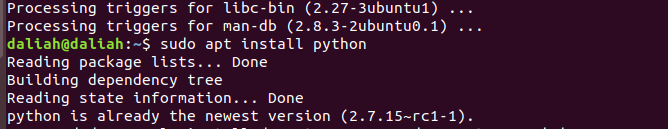 Processing triggers for libc-bin (2.27-3ubuntu1) ...
Processing triggers for man-db (2.8.3-2ubuntu0.1) ...
daliah@daliah:~$ sudo apt install python
Reading package lists... Done
Building dependency tree
Reading state information... Done
python is already the newest version (2.7.15~rc1-1).